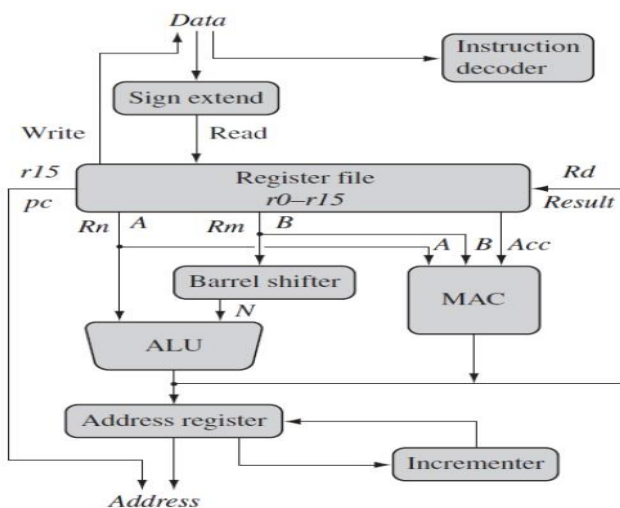 Data
Instruction
decoder
Sign extend
Write
Read
r15
Rd
Register file
r0–r15
pc
Result
Rn
A
Rm
B
A
B
Acc
Barrel shifter
MAC
N
ALU
Address register
Incrementer
Address